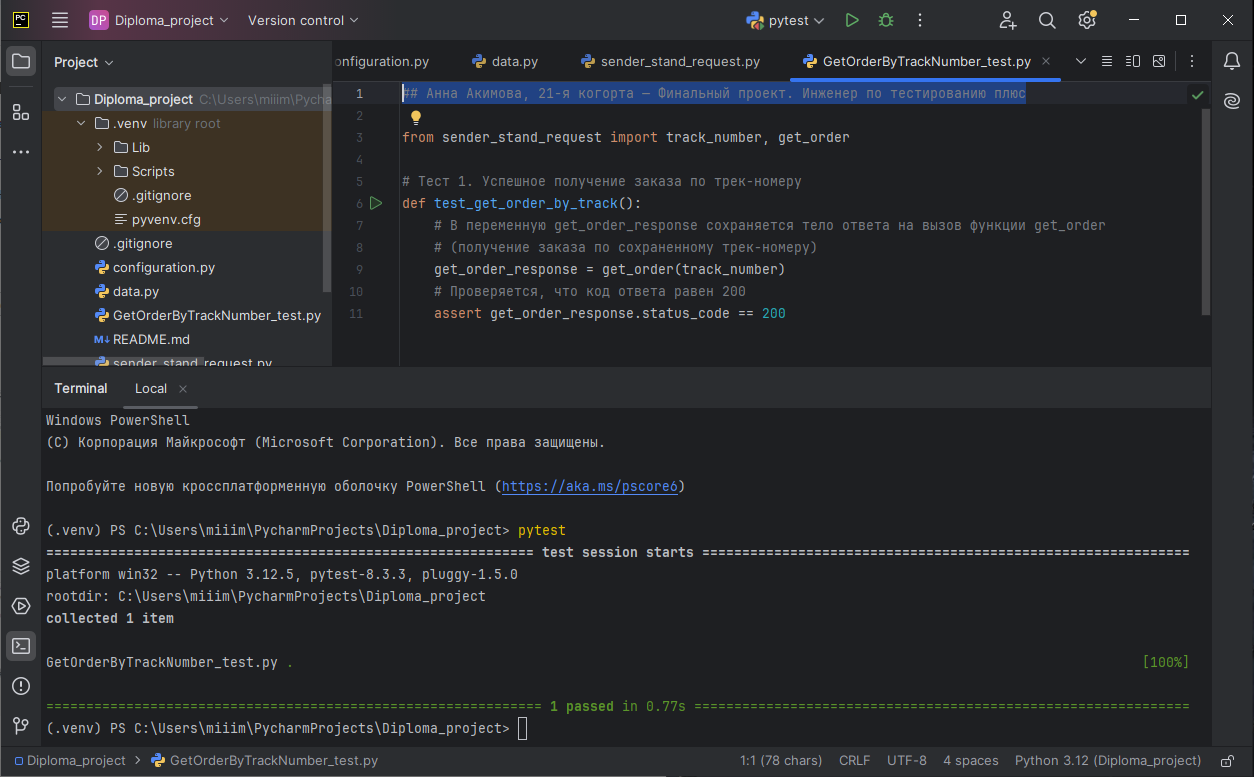 PC DP Diploma_project Version control pytest
Project
onfiguration.py data.py sender_stand_request.py GetOrderByTrackNumber_test.py
Diploma_project C:\Users\miiim\Pycha
.venv library root
Lib
Scripts
.gitignore
pyvenv.cfg
.gitignore
configuration.py
data.py
GetOrderByTrackNumber_test.py
M↓ README.md
sender_stand_request.py
1 ## Анна Акимова, 21-я когорта — Финальный проект. Инженер по тестированию плюс
2
3 from sender_stand_request import track_number, get_order
4
5 # Тест 1. Успешное получение заказа по трек-номеру
6 def test_get_order_by_track():
7 # В переменную get_order_response сохраняется тело ответа на вызов функции get_order
8 # (получение заказа по сохраненному трек-номеру)
9 get_order_response = get_order(track_number)
10 # Проверяется, что код ответа равен 200
11 assert get_order_response.status_code == 200
Terminal Local
Windows PowerShell
(C) Корпорация Майкрософт (Microsoft Corporation). Все права защищены.
Попробуйте новую кроссплатформенную оболочку PowerShell (https://aka.ms/pscore6)
(.venv) PS C:\Users\miiim\PycharmProjects\Diploma_project> pytest
============================================================= test session starts =============================================================
platform win32 -- Python 3.12.5, pytest-8.3.3, pluggy-1.5.0
rootdir: C:\Users\miiim\PycharmProjects\Diploma_project
collected 1 item
GetOrderByTrackNumber_test.py . [100%]
============================================================== 1 passed in 0.77s ==============================================================
(.venv) PS C:\Users\miiim\PycharmProjects\Diploma_project>
Diploma_project > GetOrderByTrackNumber_test.py 1:1 (78 chars) CRLF UTF-8 4 spaces Python 3.12 (Diploma_project)